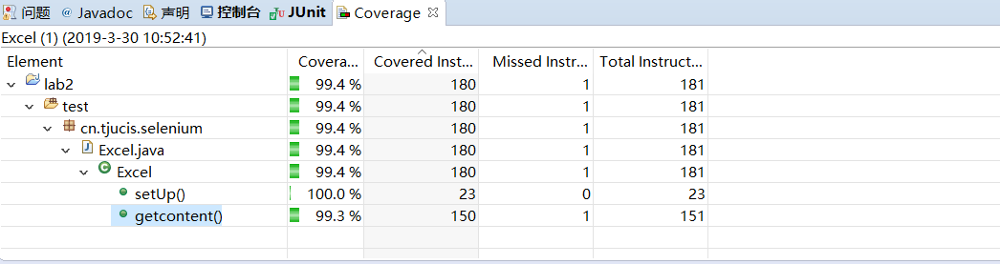 问题 @ Javadoc 声明 控制台 JUnit Coverage
Excel (1) (2019-3-30 10:52:41)
Element Covera... Covered Inst... Missed Instr... Total Instruct...
lab2 99.4 % 180 1 181
test 99.4 % 180 1 181
cn.tjucis.selenium 99.4 % 180 1 181
Excel.java 99.4 % 180 1 181
Excel 99.4 % 180 1 181
setUp() 100.0 % 23 0 23
getcontent() 99.3 % 150 1 151